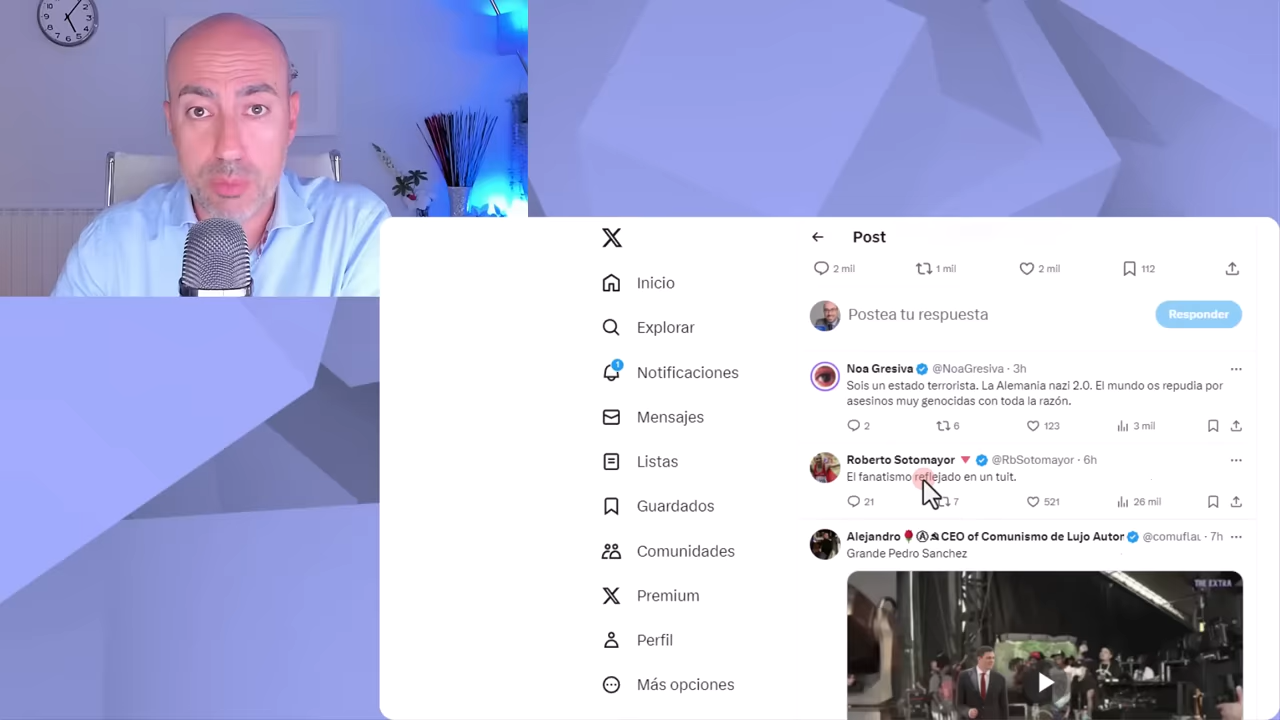 Post
2 mil 1 mil 2 mil 112
Inicio
Explorar
Notificaciones
1
Mensajes
Listas
Guardados
Comunidades
Premium
Perfil
Más opciones
Postea tu respuesta
Responder
Noa Gresiva @NoaGresiva · 3h
Sois un estado terrorista. La Alemania nazi 2.0. El mundo os repudia por
asesinos muy genocidas con toda la razón.
2 6 123 3 mil
Roberto Sotomayor 🔻 @RbSotomayor · 6h
El fanatismo reflejado en un tuit.
21 7 521 26 mil
Alejandro🌹Ⓐ☭CEO of Comunismo de Lujo Autor @comuflau · 7h
Grande Pedro Sanchez
THE EXTRA